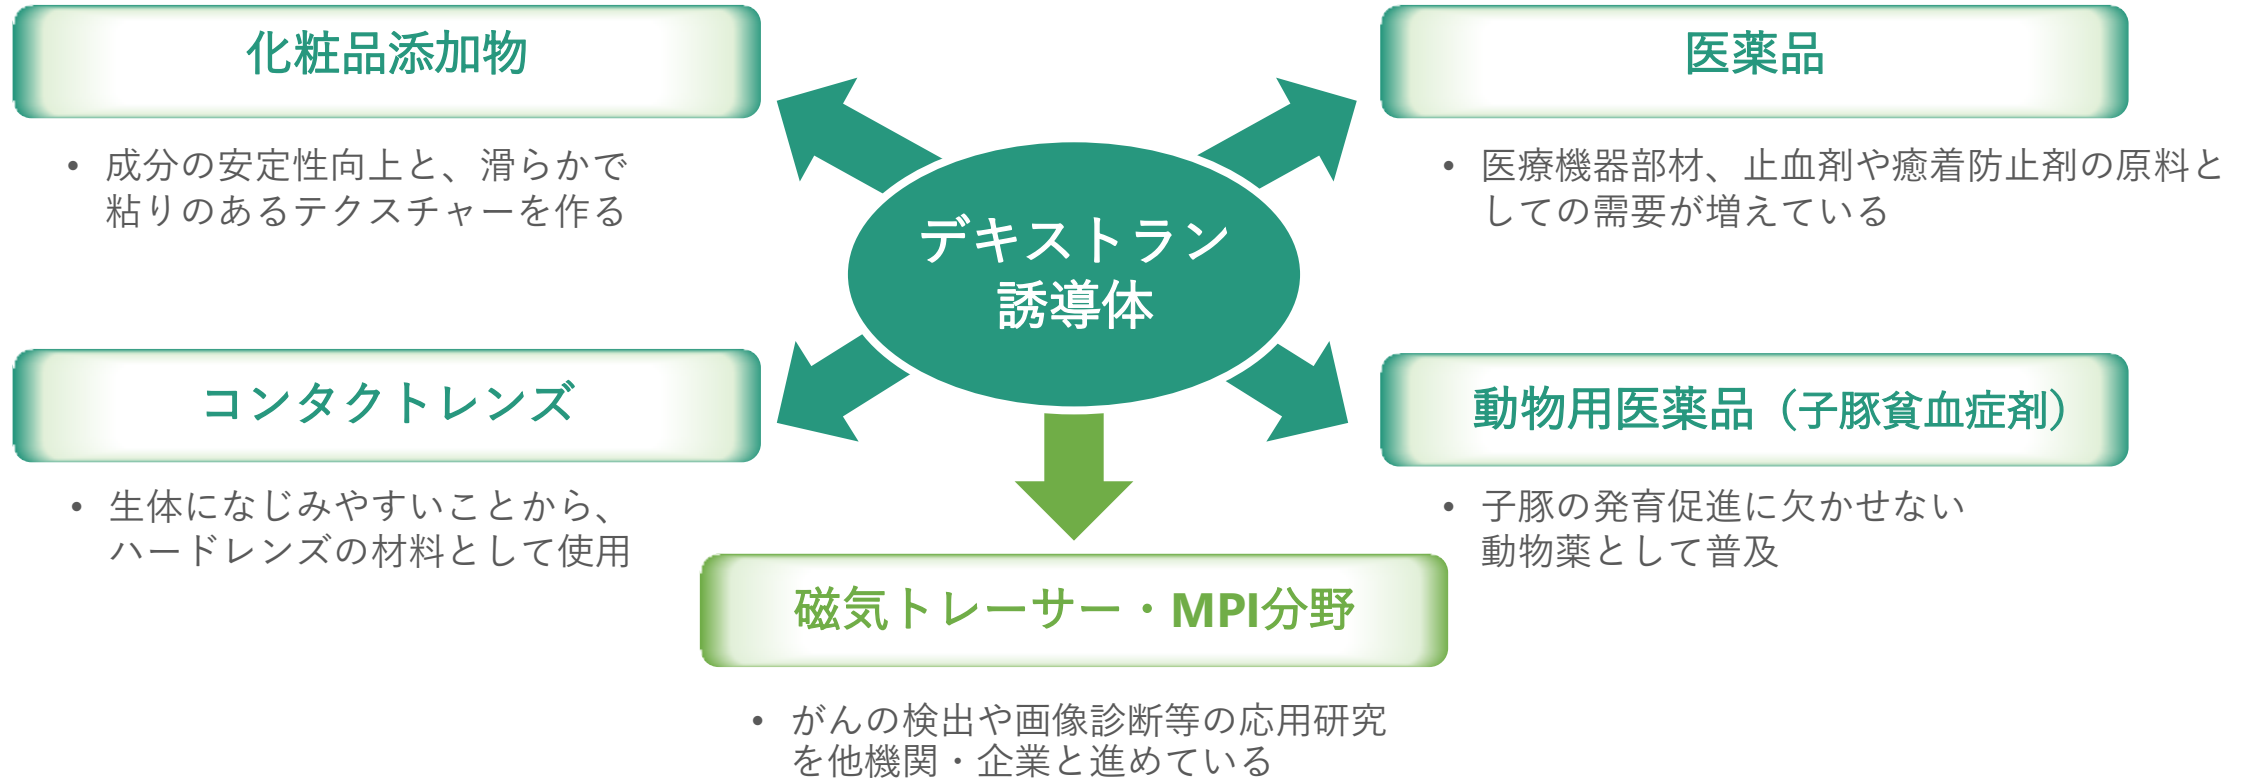 化粧品添加物
• 成分の安定性向上と、滑らかで
粘りのあるテクスチャーを作る
医薬品
• 医療機器部材、止血剤や癒着防止剤の原料と
しての需要が増えている
デキストラン
誘導体
コンタクトレンズ
• 生体になじみやすいことから、
ハードレンズの材料として使用
動物用医薬品（子豚貧血症剤）
• 子豚の発育促進に欠かせない
動物薬として普及
磁気トレーサー・MPI分野
• がんの検出や画像診断等の応用研究
を他機関・企業と進めている